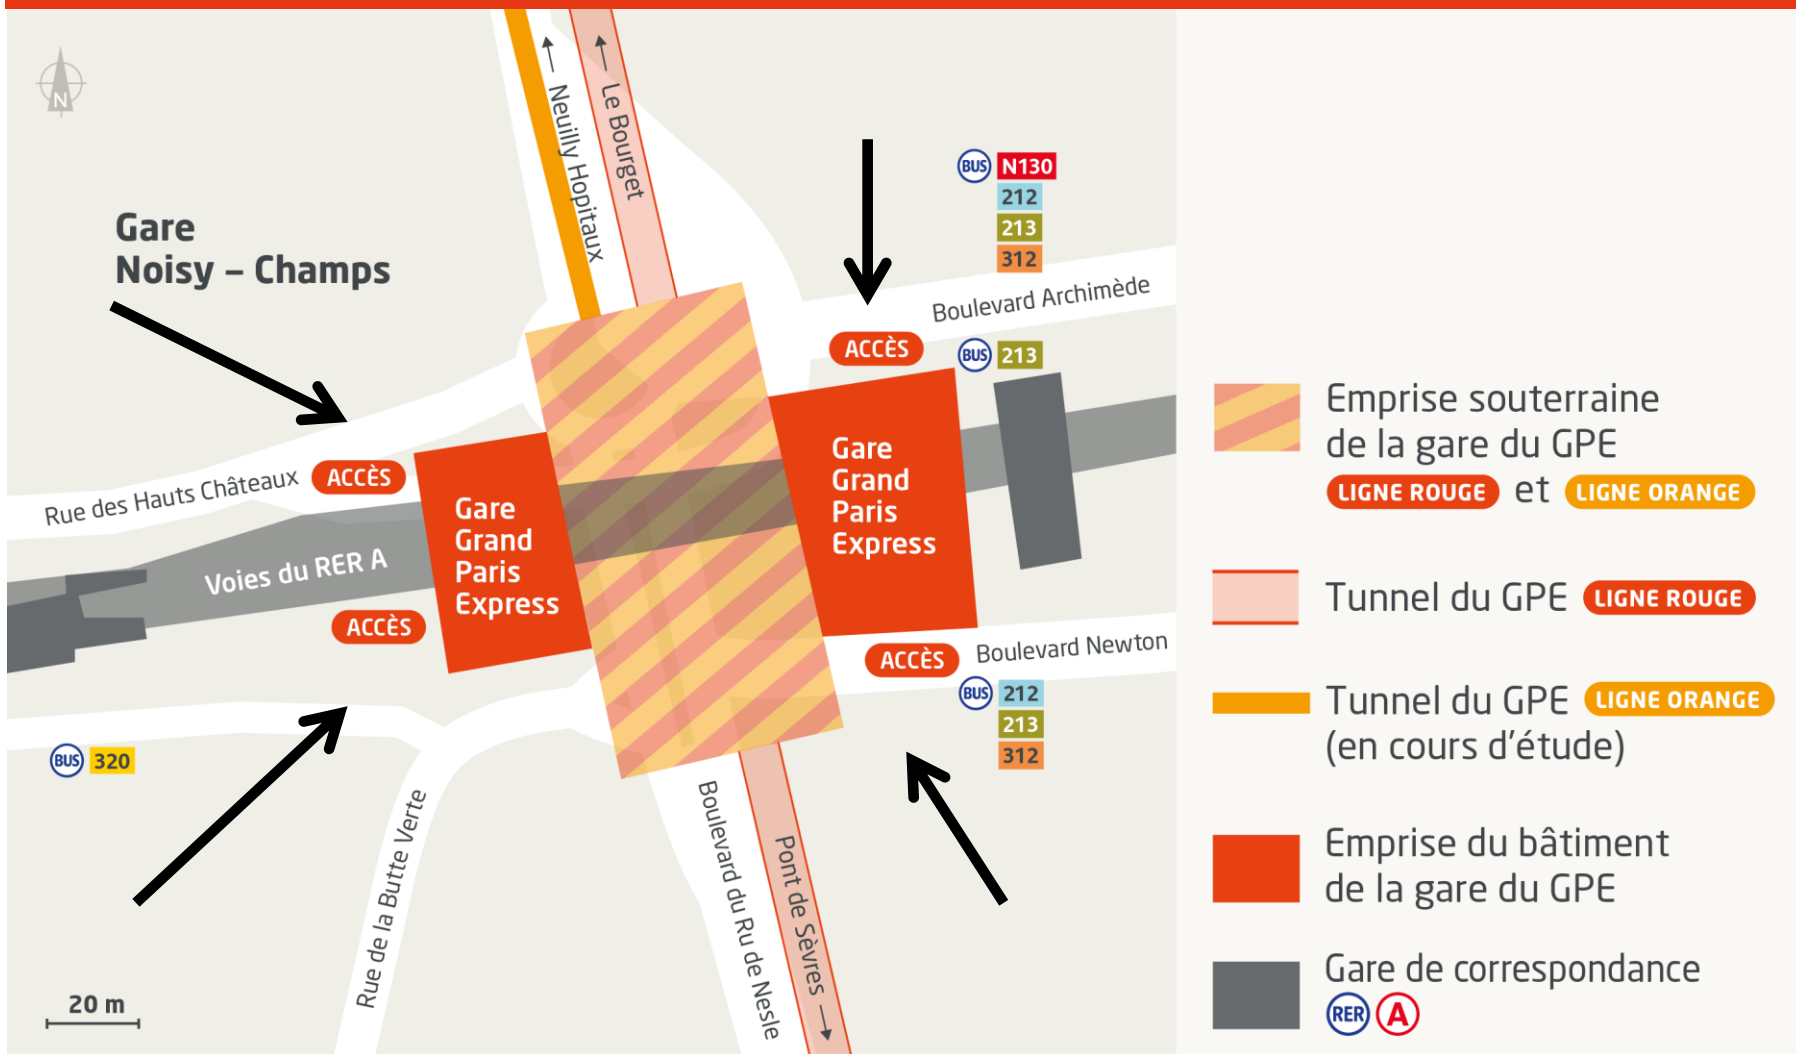 N
Gare
Noisy – Champs
Neuilly Hopitaux
Le Bourget
BUS N130
212
213
312
Boulevard Archimède
ACCÈS
BUS 213
Rue des Hauts Châteaux
ACCÈS
Gare
Grand
Paris
Express
Gare
Grand
Paris
Express
Voies du RER A
ACCÈS
ACCÈS
Boulevard Newton
BUS 212
213
312
BUS 320
Rue de la Butte Verte
Boulevard du Ru de Nesle
Pont de Sèvres
20 m
Emprise souterraine
de la gare du GPE
LIGNE ROUGE et LIGNE ORANGE
Tunnel du GPE LIGNE ROUGE
Tunnel du GPE LIGNE ORANGE
(en cours d'étude)
Emprise du bâtiment
de la gare du GPE
Gare de correspondance
RER A